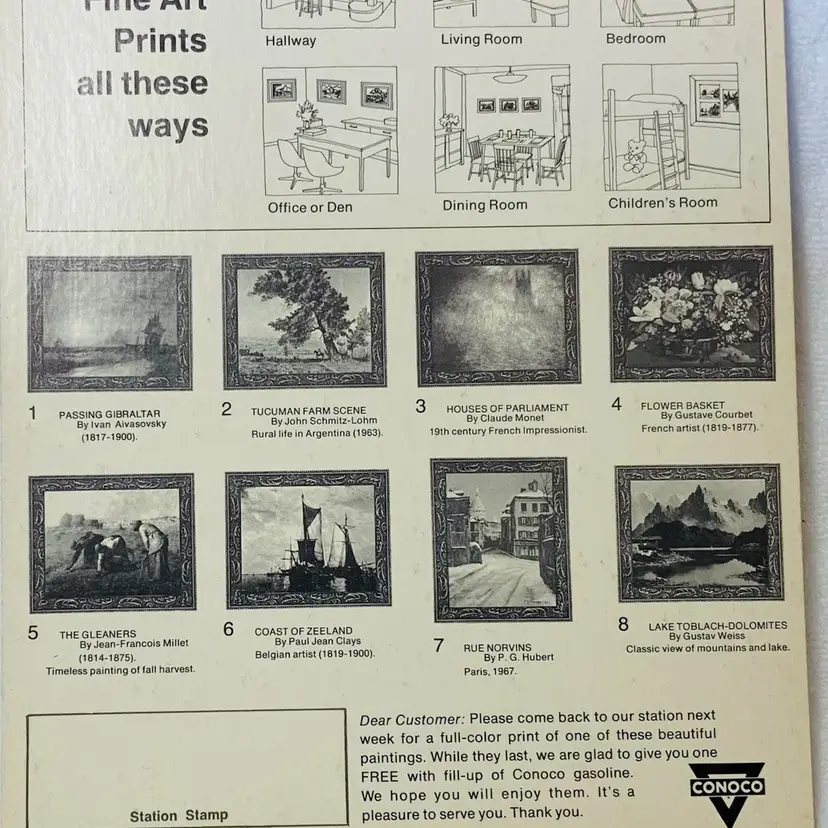 Fine Art
Prints
all these
ways
Hallway
Living Room
Bedroom
Office or Den
Dining Room
Children's Room
1 PASSING GIBRALTAR
By Ivan Aivasovsky
(1817-1900).
2 TUCUMAN FARM SCENE
By John Schmitz-Lohm
Rural life in Argentina (1963).
3 HOUSES OF PARLIAMENT
By Claude Monet
19th century French Impressionist.
4 FLOWER BASKET
By Gustave Courbet
French artist (1819-1877).
5 THE GLEANERS
By Jean-Francois Millet
(1814-1875).
Timeless painting of fall harvest.
6 COAST OF ZEELAND
By Paul Jean Clays
Belgian artist (1819-1900).
7 RUE NORVINS
By P. G. Hubert
Paris, 1967.
8 LAKE TOBLACH-DOLOMITES
By Gustav Weiss
Classic view of mountains and lake.
Station Stamp
Dear Customer: Please come back to our station next
week for a full-color print of one of these beautiful
paintings. While they last, we are glad to give you one
FREE with fill-up of Conoco gasoline.
We hope you will enjoy them. It's a
pleasure to serve you. Thank you.
CONOCO